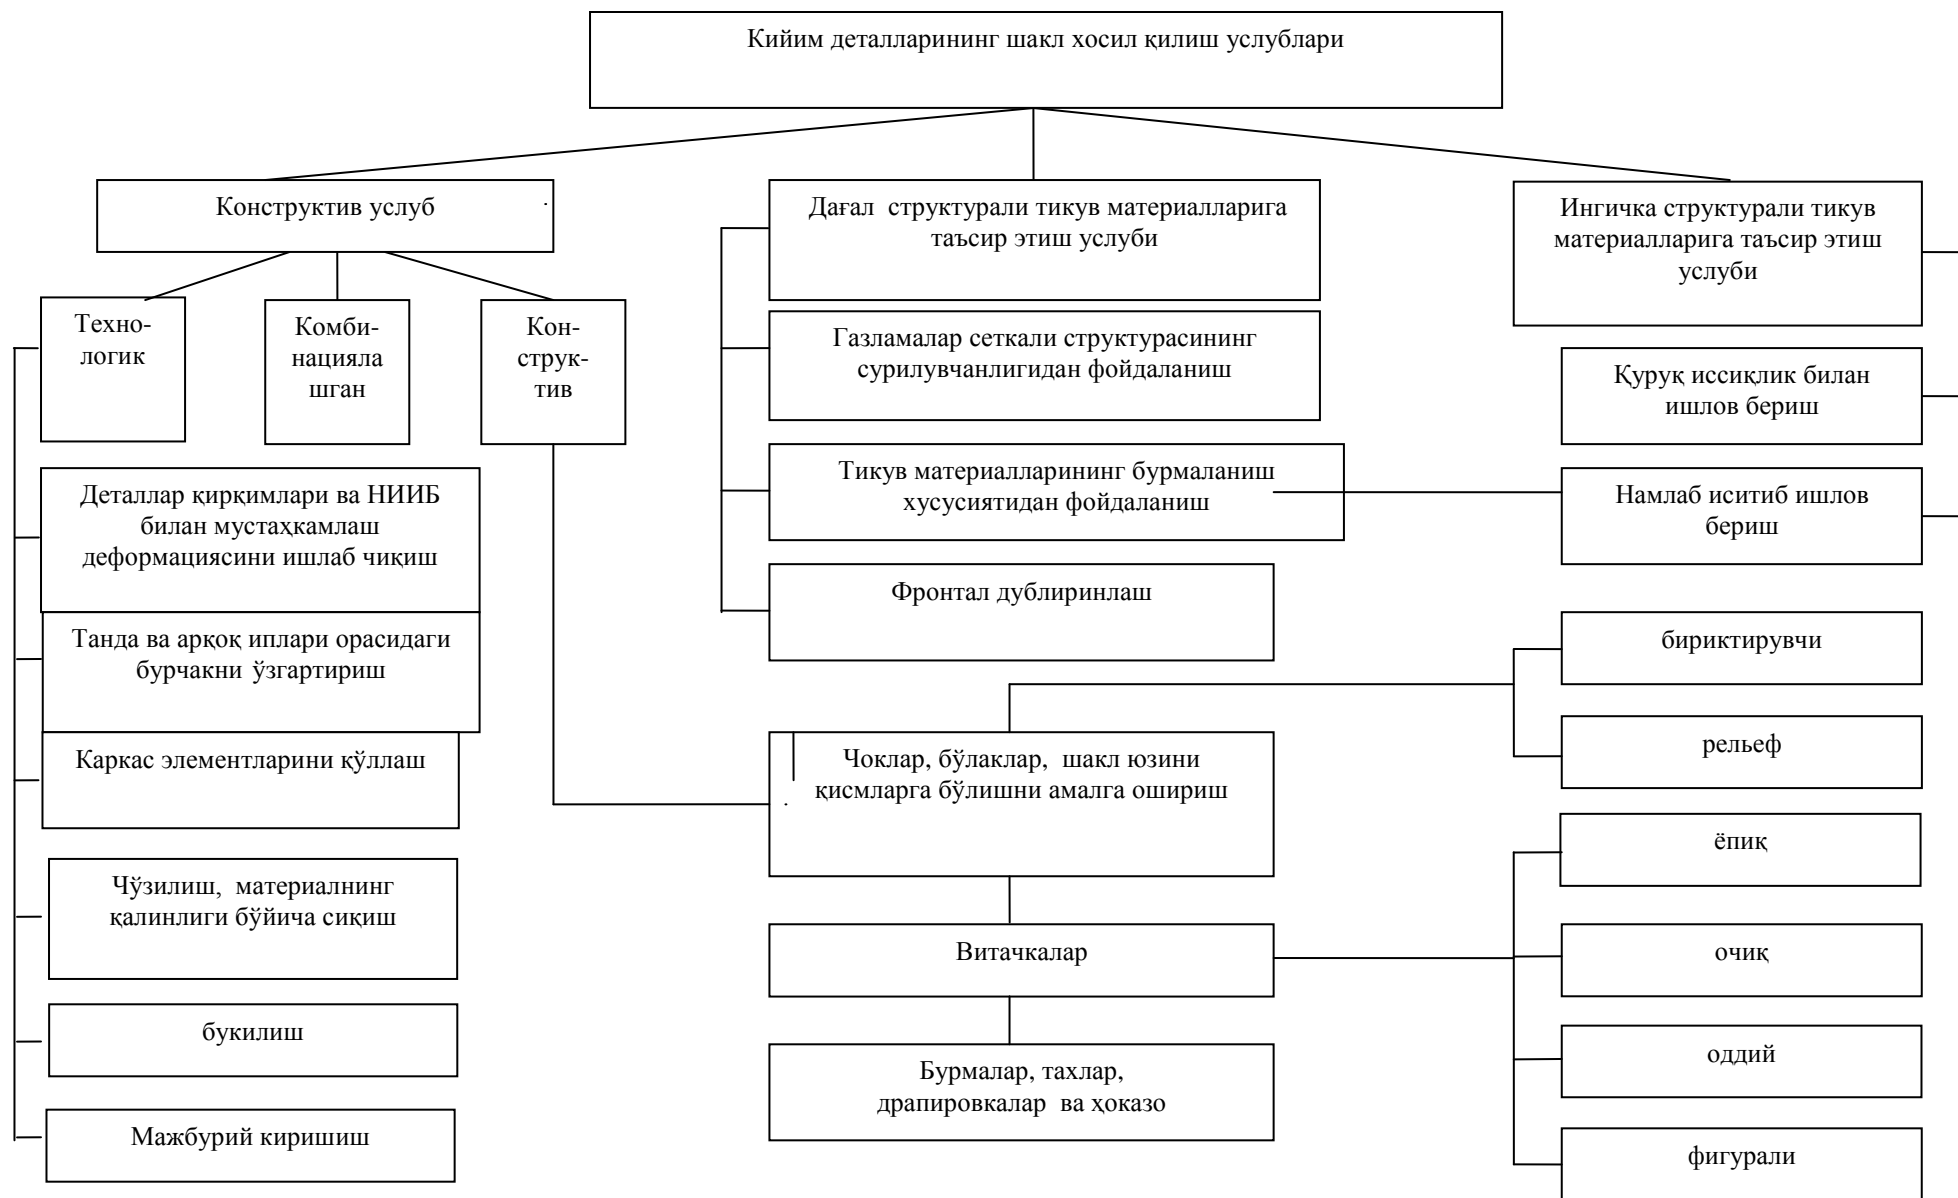 Кийим деталларининг шакл хосил қилиш услублари
Конструктив услуб
Дағал структурали тикув материалларига
таъсир этиш услуби
Ингичка структурали тикув
материалларига таъсир этиш
услуби
Техно-
логик
Комби-
нацияла
шган
Кон-
струк-
тив
Газламалар сеткали структурасининг
сурилувчанлигидан фойдаланиш
Қуруқ иссиқлик билан
ишлов бериш
Деталлар қирқимлари ва НИИБ
билан мустаҳкамлаш
деформациясини ишлаб чиқиш
Тикув материалларининг бурмаланиш
хусусиятидан фойдаланиш
Намлаб иситиб ишлов
бериш
Фронтал дублиринлаш
Танда ва арқоқ иплари орасидаги
бурчакни ўзгартириш
бириктирувчи
Каркас элементларини қўллаш
Чоклар, бўлаклар, шакл юзини
қисмларга бўлишни амалга ошириш
рельеф
ёпиқ
Чўзилиш, материалнинг
қалинлиги бўйича сиқиш
Витачкалар
очиқ
букилиш
оддий
Бурмалар, тахлар,
драпировкалар ва ҳоказо
Мажбурий киришиш
фигурали